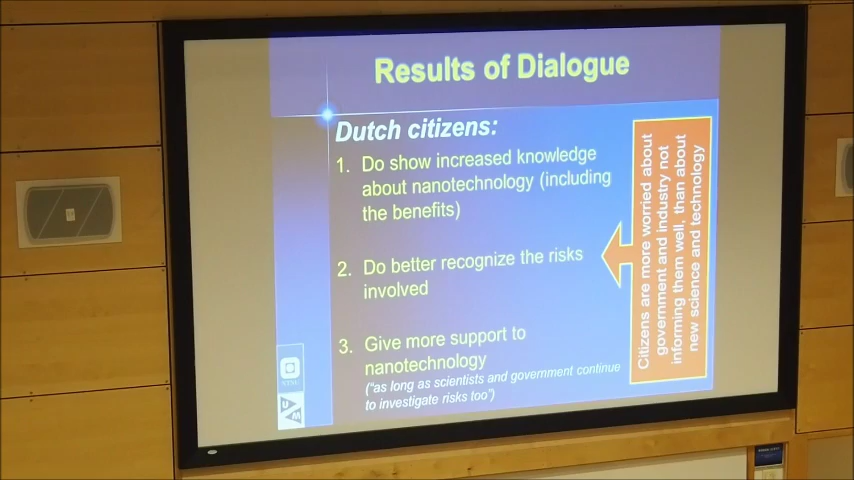 Results of Dialogue
Dutch citizens:
1. Do show increased knowledge
about nanotechnology (including
the benefits)
2. Do better recognize the risks
involved
3. Give more support to
nanotechnology
("as long as scientists and government continue
to investigate risks too")
Citizens are more worried about
government and industry not
informing them well, than about
new science and technology